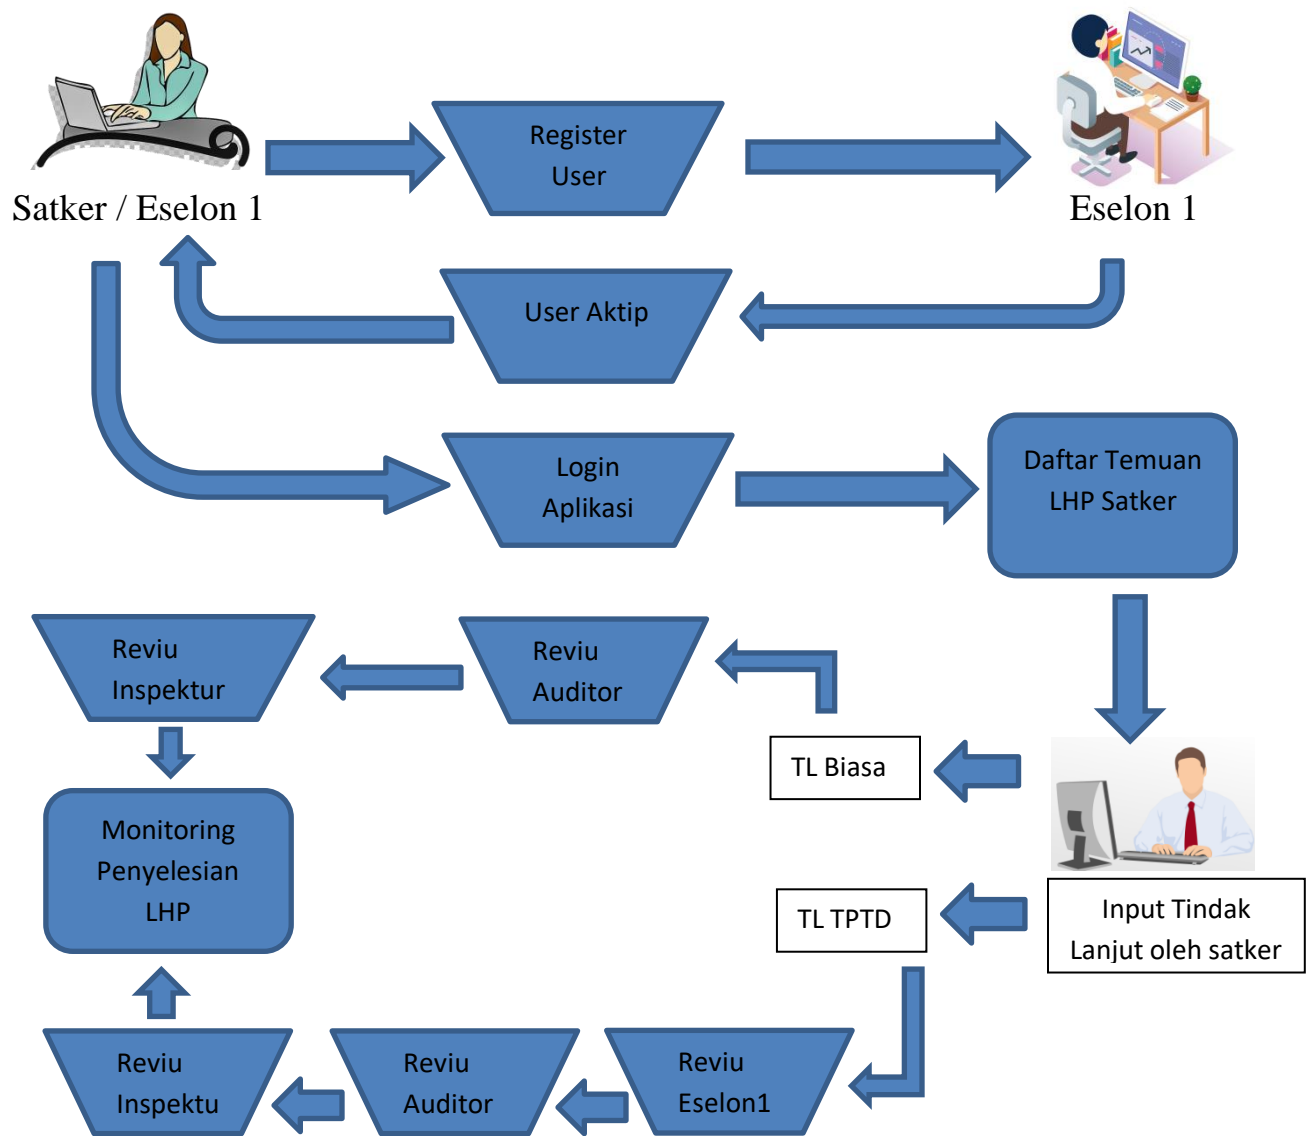 Register
User
Satker / Eselon 1
Eselon 1
User Aktip
Login
Aplikasi
Daftar Temuan
LHP Satker
Reviu
Inspektur
Reviu
Auditor
TL Biasa
Monitoring
Penyelesian
LHP
TL TPTD
Input Tindak
Lanjut oleh satker
Reviu
Inspektu
Reviu
Auditor
Reviu
Eselon1